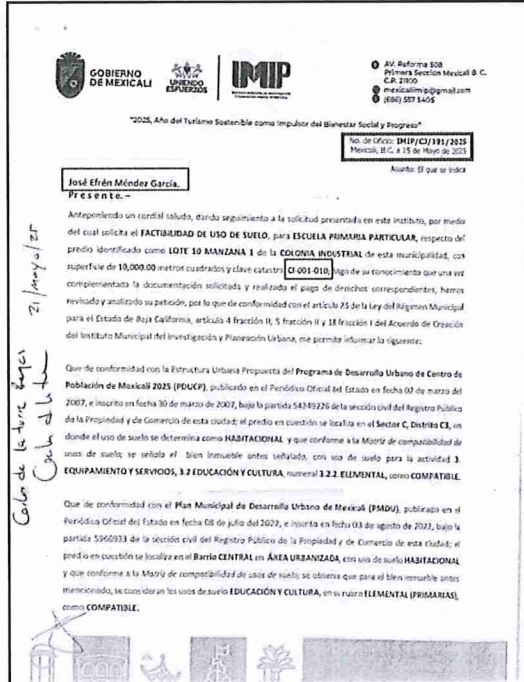 GOBIERNO
DE MEXICALI
UNIENDO
ESFUERZOS
IMIP
AV. Reforma 508
Primera Sección Mexicali B. C.
C.P. 21100
mexicaliimip@gmail.com
(686) 557 5405
"2025, Año del Turismo Sostenible como Impulsor del Bienestar Social y Progreso"
No. de Oficio: IMIP/CJ/191/2025
Mexicali, B.C. a 15 de Mayo de 2025
Asunto: El que se indica
José Efrén Méndez García.
Presente.-
Anteponiendo un cordial saludo, dando seguimiento a la solicitud presentada en este Instituto, por medio
del cual solicita el FACTIBILIDAD DE USO DE SUELO, para ESCUELA PRIMARIA PARTICULAR, respecto del
predio identificado como LOTE 10 MANZANA 1 de la COLONIA INDUSTRIAL de esta municipalidad, con
superficie de 10,000.00 metros cuadrados y clave catastral CI-001-010, hago de su conocimiento que una vez
complementada la documentación solicitada y realizado el pago de derechos correspondientes, hemos
revisado y analizado su petición, por lo que de conformidad con el artículo 25 de la Ley del Régimen Municipal
para el Estado de Baja California, artículo 4 fracción II, 5 fracción II y 18 fracción I del Acuerdo de Creación
del Instituto Municipal del Investigación y Planeación Urbana, me permito informar lo siguiente:
Que de conformidad con la Estructura Urbana Propuesta del Programa de Desarrollo Urbano de Centro de
Población de Mexicali 2025 (PDUCP), publicado en el Periódico Oficial del Estado en fecha 07 de marzo del
2007, e inscrito en fecha 30 de marzo de 2007, bajo la partida 54349226 de la sección civil del Registro Público
de la Propiedad y de Comercio de esta ciudad; el predio en cuestión se localiza en el Sector C, Distrito C3, en
donde el uso de suelo se determina como HABITACIONAL y que conforme a la Matriz de compatibilidad de
usos de suelo; se señala el bien inmueble antes señalado, con uso de suelo para la actividad 3.
EQUIPAMIENTO Y SERVICIOS, 3.2 EDUCACIÓN Y CULTURA, numeral 3.2.2. ELEMENTAL, como COMPATIBLE.
Que de conformidad con el Plan Municipal de Desarrollo Urbano de Mexicali (PMDU), publicado en el
Periódico Oficial del Estado en fecha 08 de julio del 2022, e inscrito en fecha 03 de agosto de 2022, bajo la
partida 5960933 de la sección civil del Registro Público de la Propiedad y de Comercio de esta ciudad; el
predio en cuestión se localiza en el Barrio CENTRAL en ÁREA URBANIZADA, con uso de suelo HABITACIONAL
y que conforme a la Matriz de compatibilidad de usos de suelo; se observa que para el bien inmueble antes
mencionado, se consideran los usos de suelo EDUCACIÓN Y CULTURA, en su rubro ELEMENTAL (PRIMARIAS),
como COMPATIBLE.
Carlos de la torre
21/mayo/25